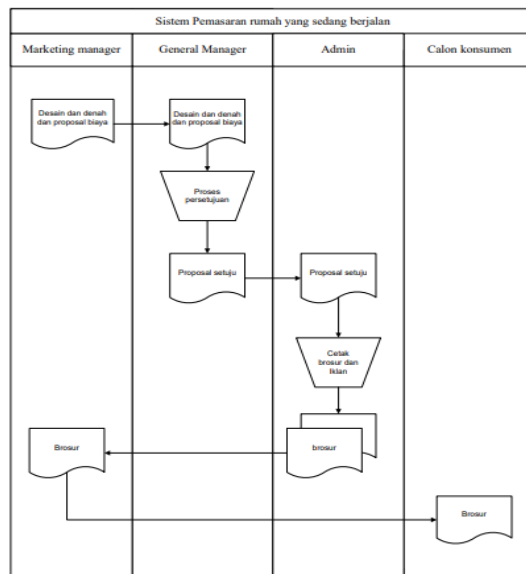 Sistem Pemasaran rumah yang sedang berjalan
Marketing manager
General Manager
Admin
Calon konsumen
Desain dan denah
dan proposal biaya
Desain dan denah
dan proposal biaya
Proses
persetujuan
Proposal setuju
Proposal setuju
Cetak
brosur dan
Iklan
Brosur
brosur
Brosur